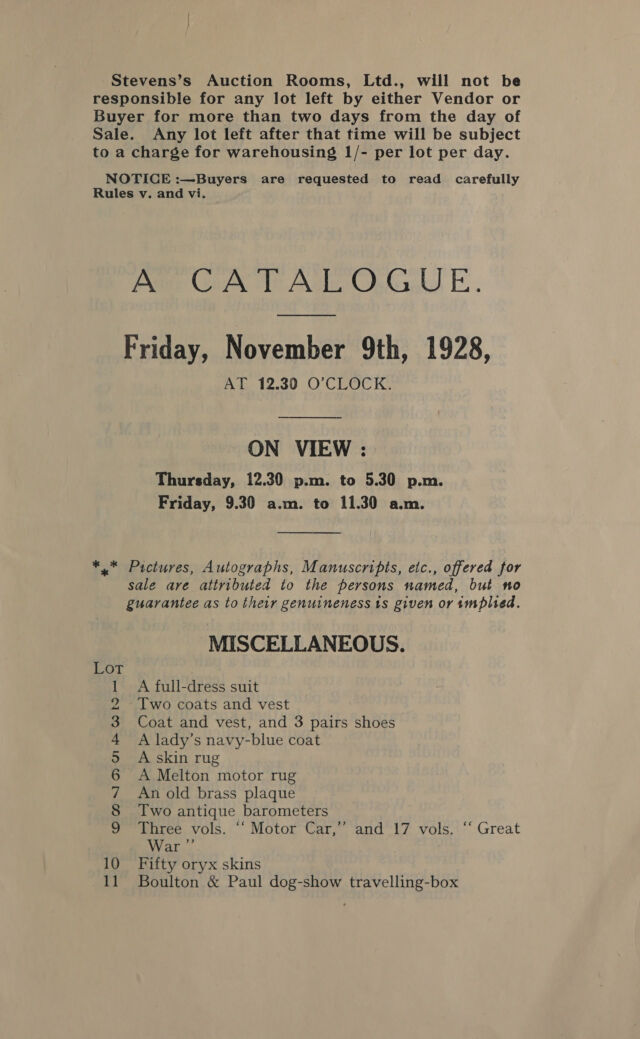 Stevens's Auction Rooms, Ltd., will not be
responsible for any lot left by either Vendor or
Buyer for more than two days from the day of
Sale. Any lot left after that time will be subject
to a charge for warehousing 1/- per lot per day.
NOTICE :—Buyers are requested to read carefully
Rules v. and vi.
A CATALOGUE.
Friday, November 9th, 1928,
AT 12.30 O'CLOCK.
ON VIEW :
Thursday, 12.30 p.m. to 5.30 p.m.
Friday, 9.30 a.m. to 11.30 a.m.
*⁎* Pictures, Autographs, Manuscripts, etc., offered for
sale are attributed to the persons named, but no
guarantee as to their genuineness is given or implied.
MISCELLANEOUS.
LOT
1 A full-dress suit
2 Two coats and vest
3 Coat and vest, and 3 pairs shoes
4 A lady's navy-blue coat
5 A skin rug
6 A Melton motor rug
7 An old brass plaque
8 Two antique barometers
9 Three vols. “ Motor Car,” and 17 vols. “ Great
War ”
10 Fifty oryx skins
11 Boulton & Paul dog-show travelling-box